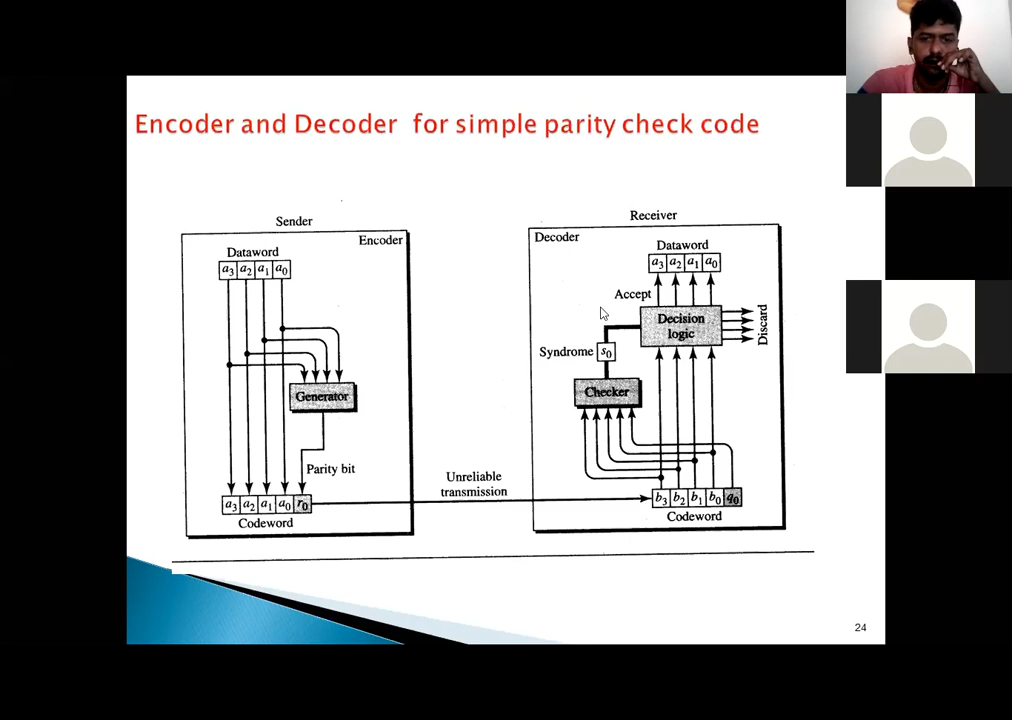 Encoder and Decoder for simple parity check code
Sender
Encoder
Dataword
a3 a2 a1 a0
Generator
Parity bit
a3 a2 a1 a0 r0
Codeword
Unreliable
transmission
Receiver
Decoder
Dataword
a3 a2 a1 a0
Accept
Decision
logic
Discard
Syndrome s0
Checker
b3 b2 b1 b0 q0
Codeword
24